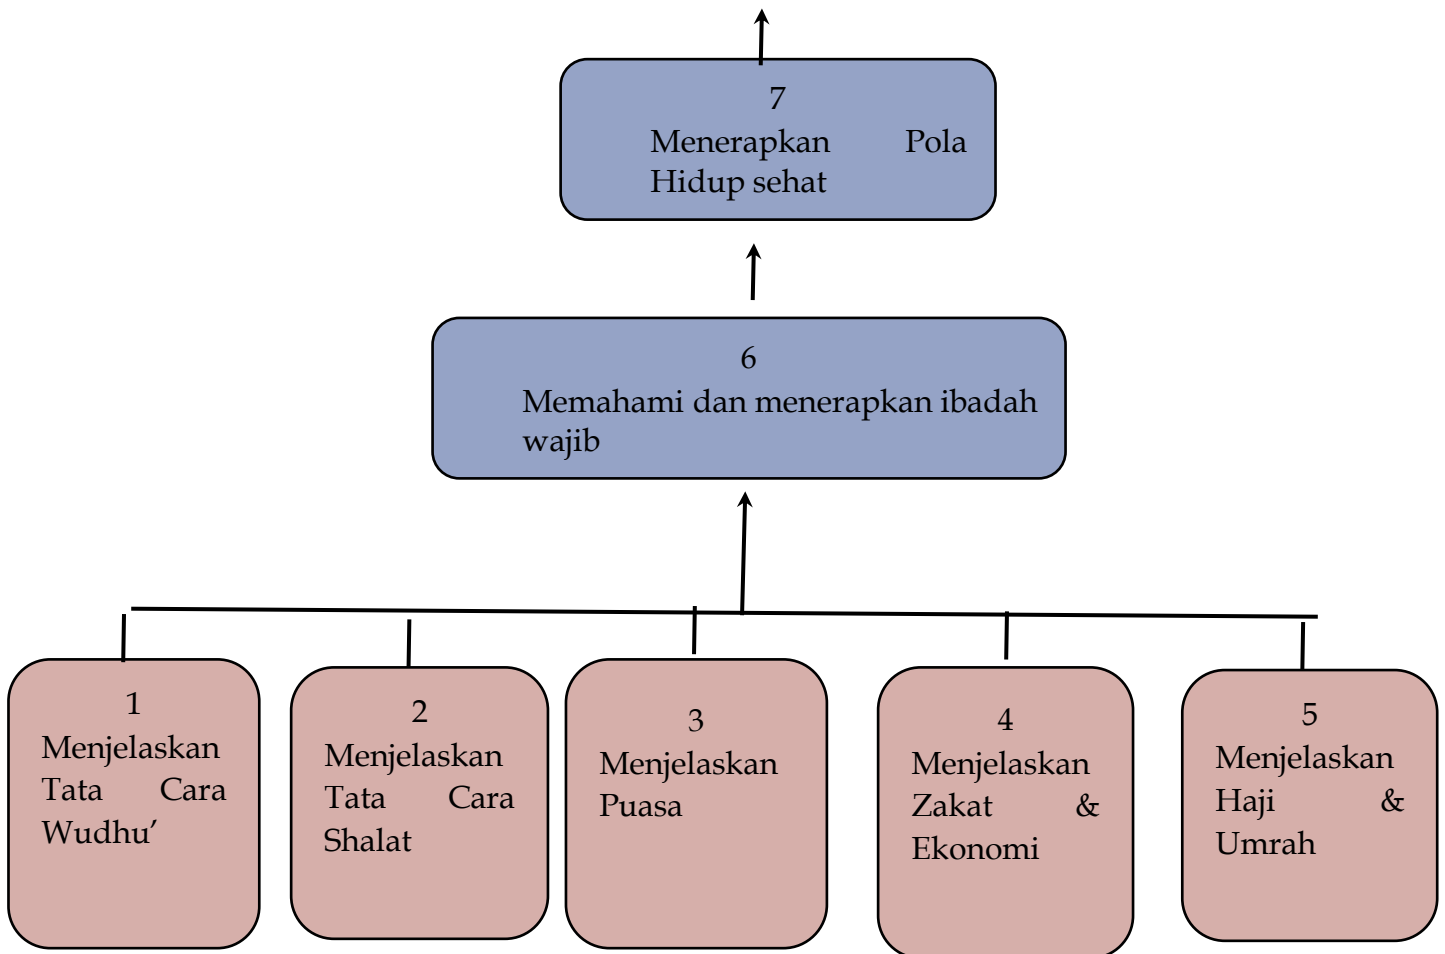 7
Menerapkan Pola
Hidup sehat
6
Memahami dan menerapkan ibadah
wajib
1
Menjelaskan
Tata Cara
Wudhu’
2
Menjelaskan
Tata Cara
Shalat
3
Menjelaskan
Puasa
4
Menjelaskan
Zakat &
Ekonomi
5
Menjelaskan
Haji &
Umrah